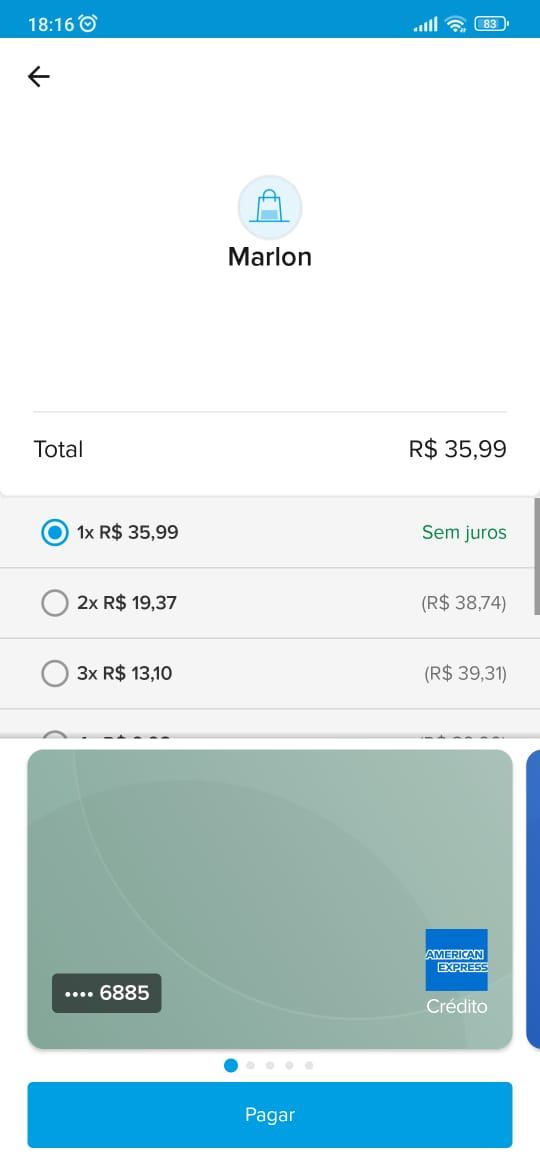 18:16
83
Marlon
Total R$ 35,99
1x R$ 35,99 Sem juros
2x R$ 19,37 (R$ 38,74)
3x R$ 13,10 (R$ 39,31)
AMERICAN
EXPRESS
•••• 6885
Crédito
Pagar